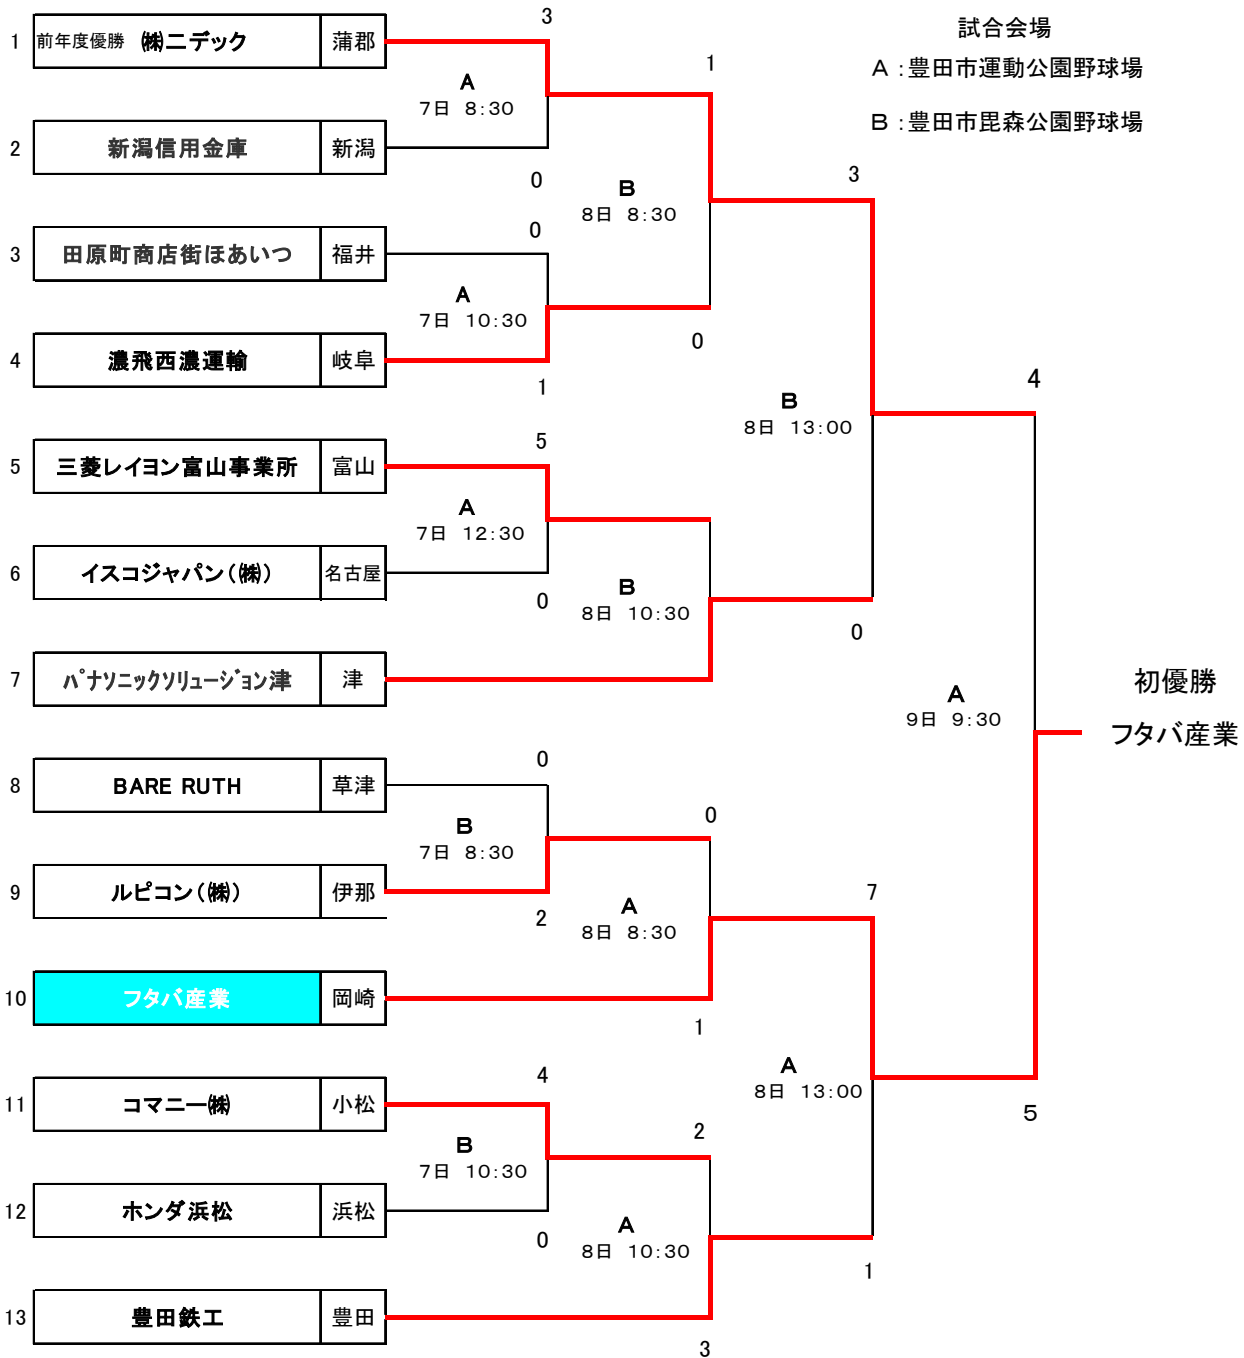 試合会場
A：豊田市運動公園野球場
B：豊田市毘森公園野球場
1 前年度優勝 ㈱ニデック 蒲郡
3
A
7日 8:30
2 新潟信用金庫 新潟
0
1
B
8日 8:30
0
3 田原町商店街ほあいつ 福井
A
7日 10:30
4 濃飛西濃運輸 岐阜
1
0
3
B
8日 13:00
4
5
5 三菱レイヨン富山事業所 富山
A
7日 12:30
6 イスコジャパン（㈱） 名古屋
0
B
8日 10:30
0
7 ﾊﾟﾅｿﾆｯｸｿﾘｭｰｼﾞｮﾝ津 津
A
9日 9:30
初優勝
フタバ産業
0
8 BARE RUTH 草津
B
7日 8:30
9 ルピコン（㈱） 伊那
2
0
A
8日 8:30
7
10 フタバ産業 岡崎
1
A
8日 13:00
5
4
11 コマニー㈱ 小松
B
7日 10:30
12 ホンダ浜松 浜松
0
2
A
8日 10:30
1
13 豊田鉄工 豊田
3